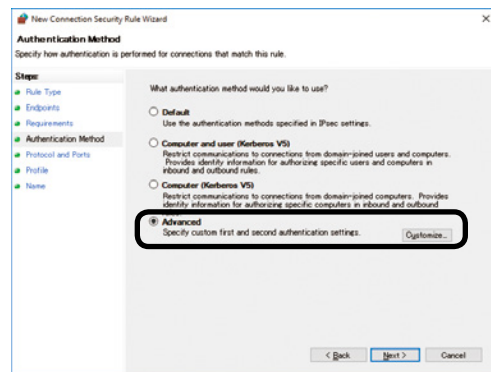 New Connection Security Rule Wizard
Authentication Method
Specify how authentication is performed for connections that match this rule.
Steps:
Rule Type
Endpoints
Requirements
Authentication Method
Protocol and Ports
Profile
Name
What authentication method would you like to use?
Default
Use the authentication methods specified in IPsec settings.
Computer and user (Kerberos V5)
Restrict communications to connections from domain-joined users and computers.
Provides identity information for authorizing specific users and computers in
inbound and outbound rules.
Computer (Kerberos V5)
Restrict communications to connections from domain-joined computers. Provides
identity information for authorizing specific computers in inbound and outbound
Advanced
Specify custom first and second authentication settings.
Customize...
< Back
Next >
Cancel